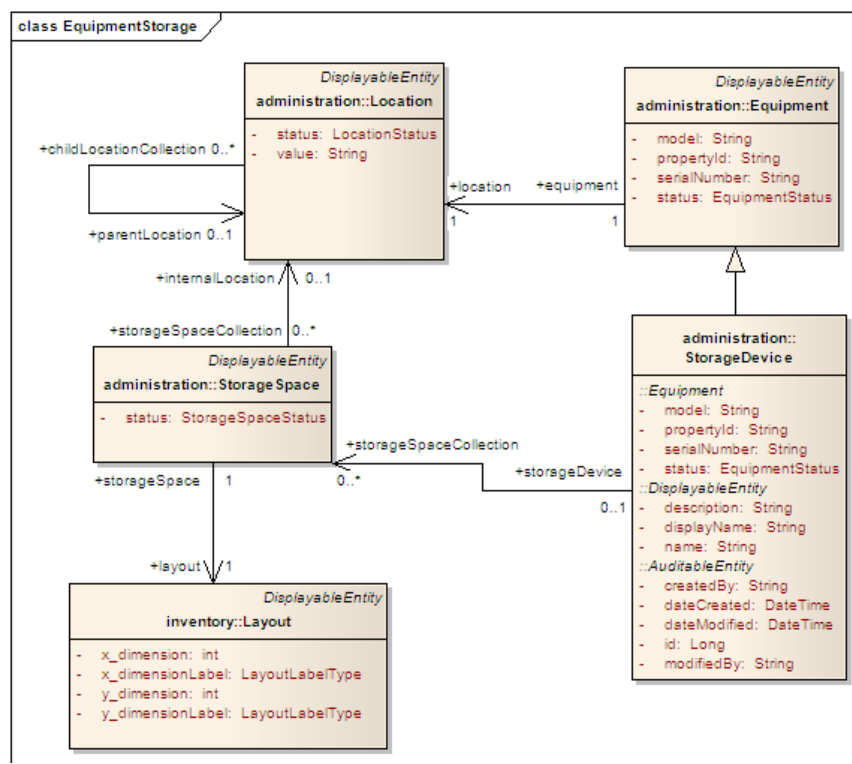 class EquipmentStorage
DisplayableEntity
administration::Location
- status: LocationStatus
- value: String
DisplayableEntity
administration::Equipment
- model: String
- propertyId: String
- serialNumber: String
- status: EquipmentStatus
+childLocationCollection 0..*
+parentLocation 0..1
+location
1
+equipment
1
+internalLocation
0..1
+storageSpaceCollection 0..*
DisplayableEntity
administration::StorageSpace
- status: StorageSpaceStatus
administration::
StorageDevice
::Equipment
- model: String
- propertyId: String
- serialNumber: String
- status: EquipmentStatus
::DisplayableEntity
- description: String
- displayName: String
- name: String
::AuditableEntity
- createdBy: String
- dateCreated: DateTime
- dateModified: DateTime
- id: Long
- modifiedBy: String
+storageSpaceCollection
0..*
+storageDevice
0..1
+storageSpace 1
+layout 1
DisplayableEntity
inventory::Layout
- x_dimension: int
- x_dimensionLabel: LayoutLabelType
- y_dimension: int
- y_dimensionLabel: LayoutLabelType